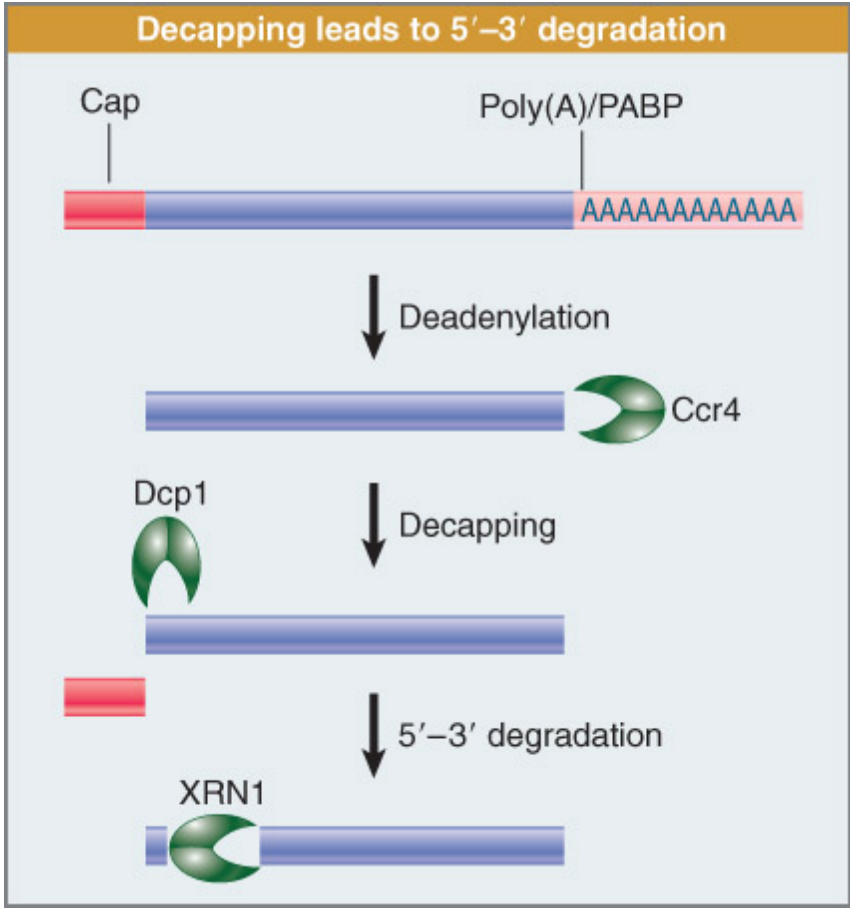 Decapping leads to 5′–3′ degradation
Cap
Poly(A)/PABP
AAAAAAAAAAAA
Deadenylation
Ccr4
Dcp1
Decapping
5′–3′ degradation
XRN1